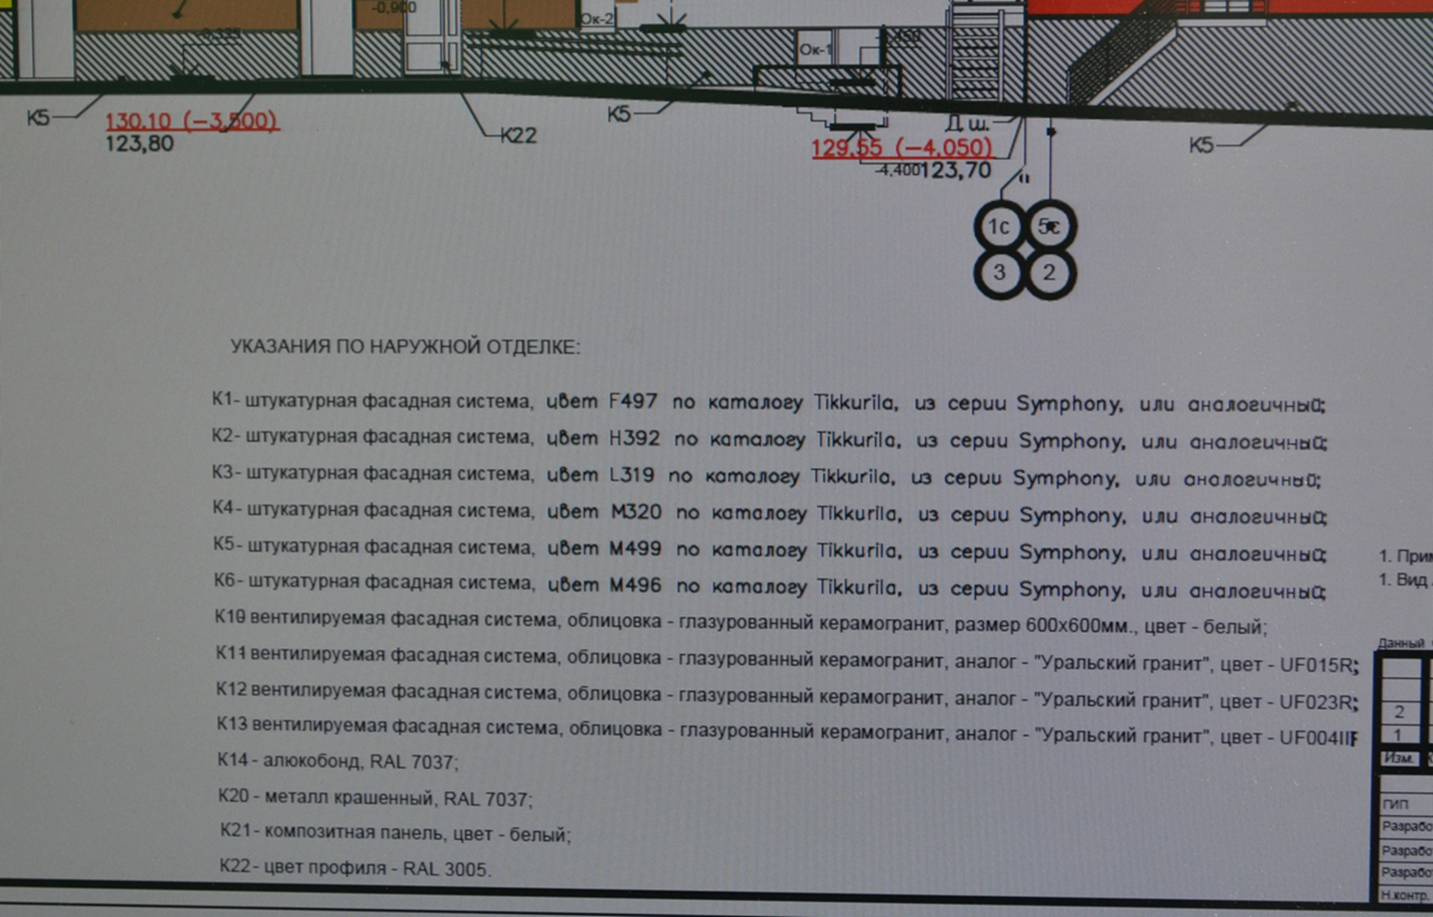 -0,900
Ок-2
Ок-1
К5
130.10 (-3,500)
123,80
К22
К5
Д.ш.
129,55 (-4,050)
-4,400
123,70
К5
1с
5с
3
2
УКАЗАНИЯ ПО НАРУЖНОЙ ОТДЕЛКЕ:
К1- штукатурная фасадная система, цвет F497 по каталогу Tikkurila, из серии Symphony, или аналогичный;
К2- штукатурная фасадная система, цвет H392 по каталогу Tikkurila, из серии Symphony, или аналогичный;
К3- штукатурная фасадная система, цвет L319 по каталогу Tikkurila, из серии Symphony, или аналогичный;
К4- штукатурная фасадная система, цвет M320 по каталогу Tikkurila, из серии Symphony, или аналогичный;
К5- штукатурная фасадная система, цвет M499 по каталогу Tikkurila, из серии Symphony, или аналогичный;
К6- штукатурная фасадная система, цвет M496 по каталогу Tikkurila, из серии Symphony, или аналогичный;
К10 вентилируемая фасадная система, облицовка - глазурованный керамогранит, размер 600х600мм., цвет - белый;
К11 вентилируемая фасадная система, облицовка - глазурованный керамогранит, аналог - "Уральский гранит", цвет - UF015R;
К12 вентилируемая фасадная система, облицовка - глазурованный керамогранит, аналог - "Уральский гранит", цвет - UF023R;
К13 вентилируемая фасадная система, облицовка - глазурованный керамогранит, аналог - "Уральский гранит", цвет -
К14 - алюкобонд, RAL 7037;
К20 - металл крашенный, RAL 7037;
К21- композитная панель, цвет - белый;
К22- цвет профиля - RAL 3005.
1. Прим
1. Вид
Данный
2
1
Изм.
ГИП
Разрабо
Разрабо
Разрабо
Н.контр.